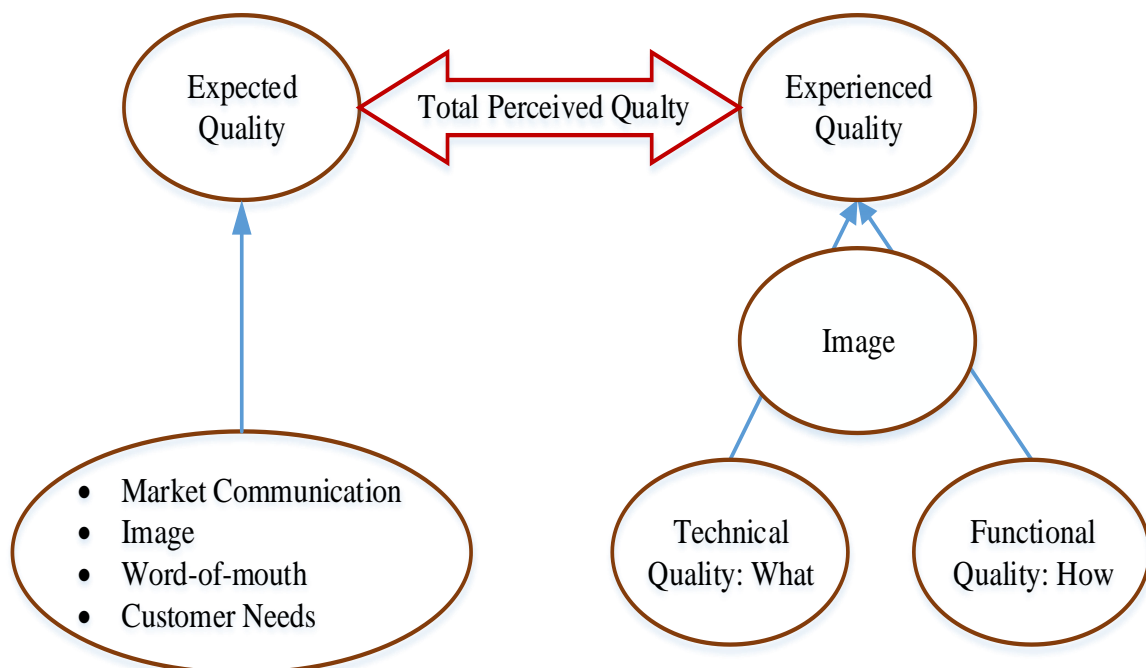 Expected
Quality
Total Perceived Qualty
Experienced
Quality
Image
• Market Communication
• Image
• Word-of-mouth
• Customer Needs
Technical
Quality: What
Functional
Quality: How